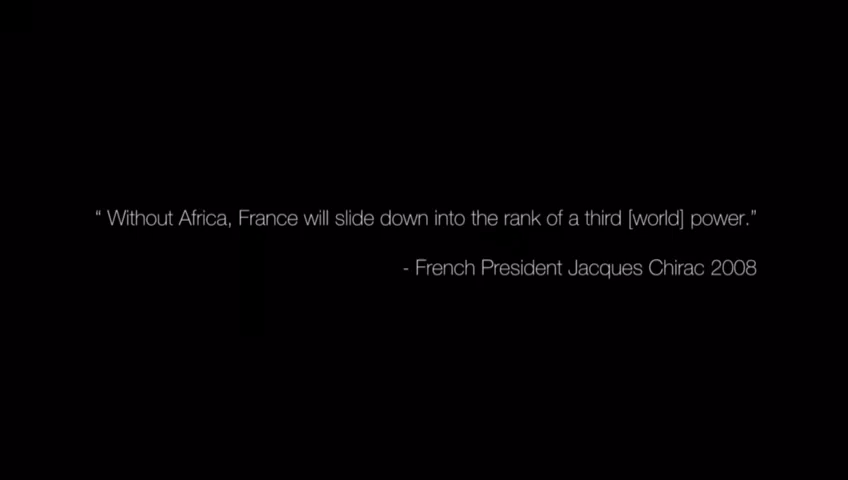 “ Without Africa, France will slide down into the rank of a third [world] power.”
- French President Jacques Chirac 2008